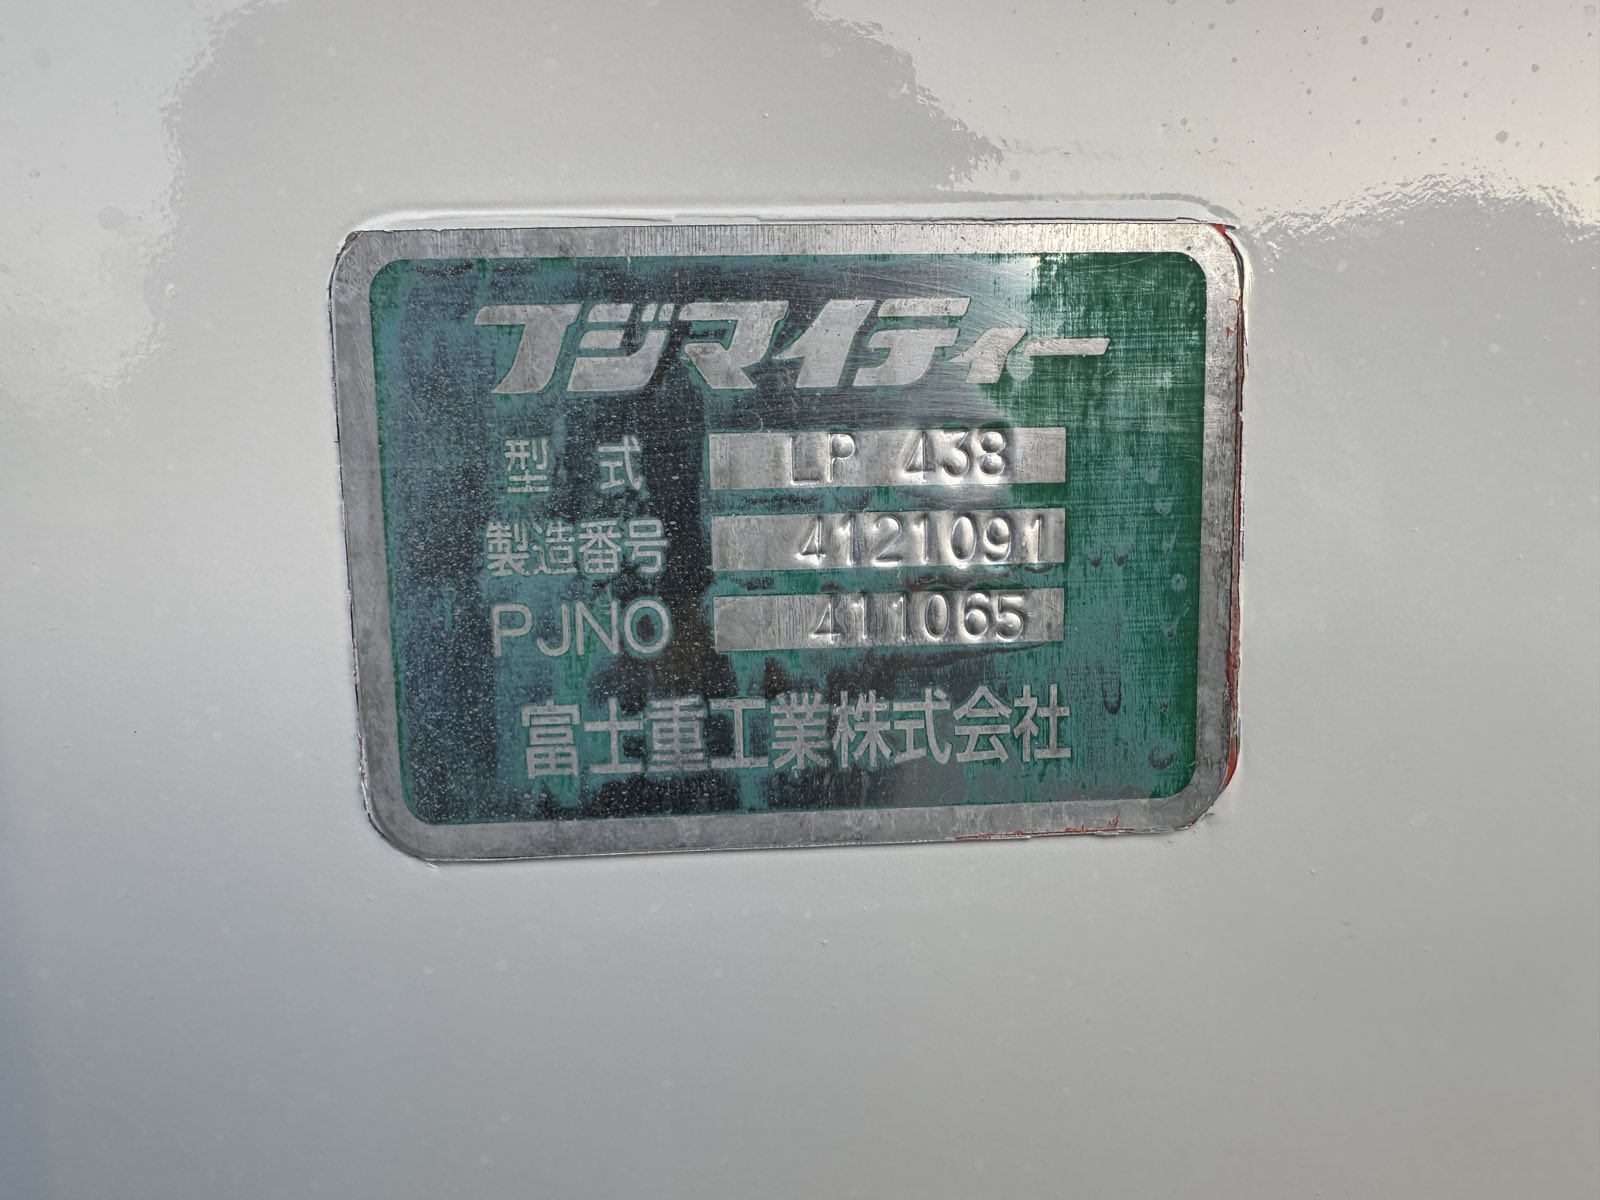 フジマイティー
型式 LP 438
製造番号 4121091
PJNO 411065
富士重工業株式会社